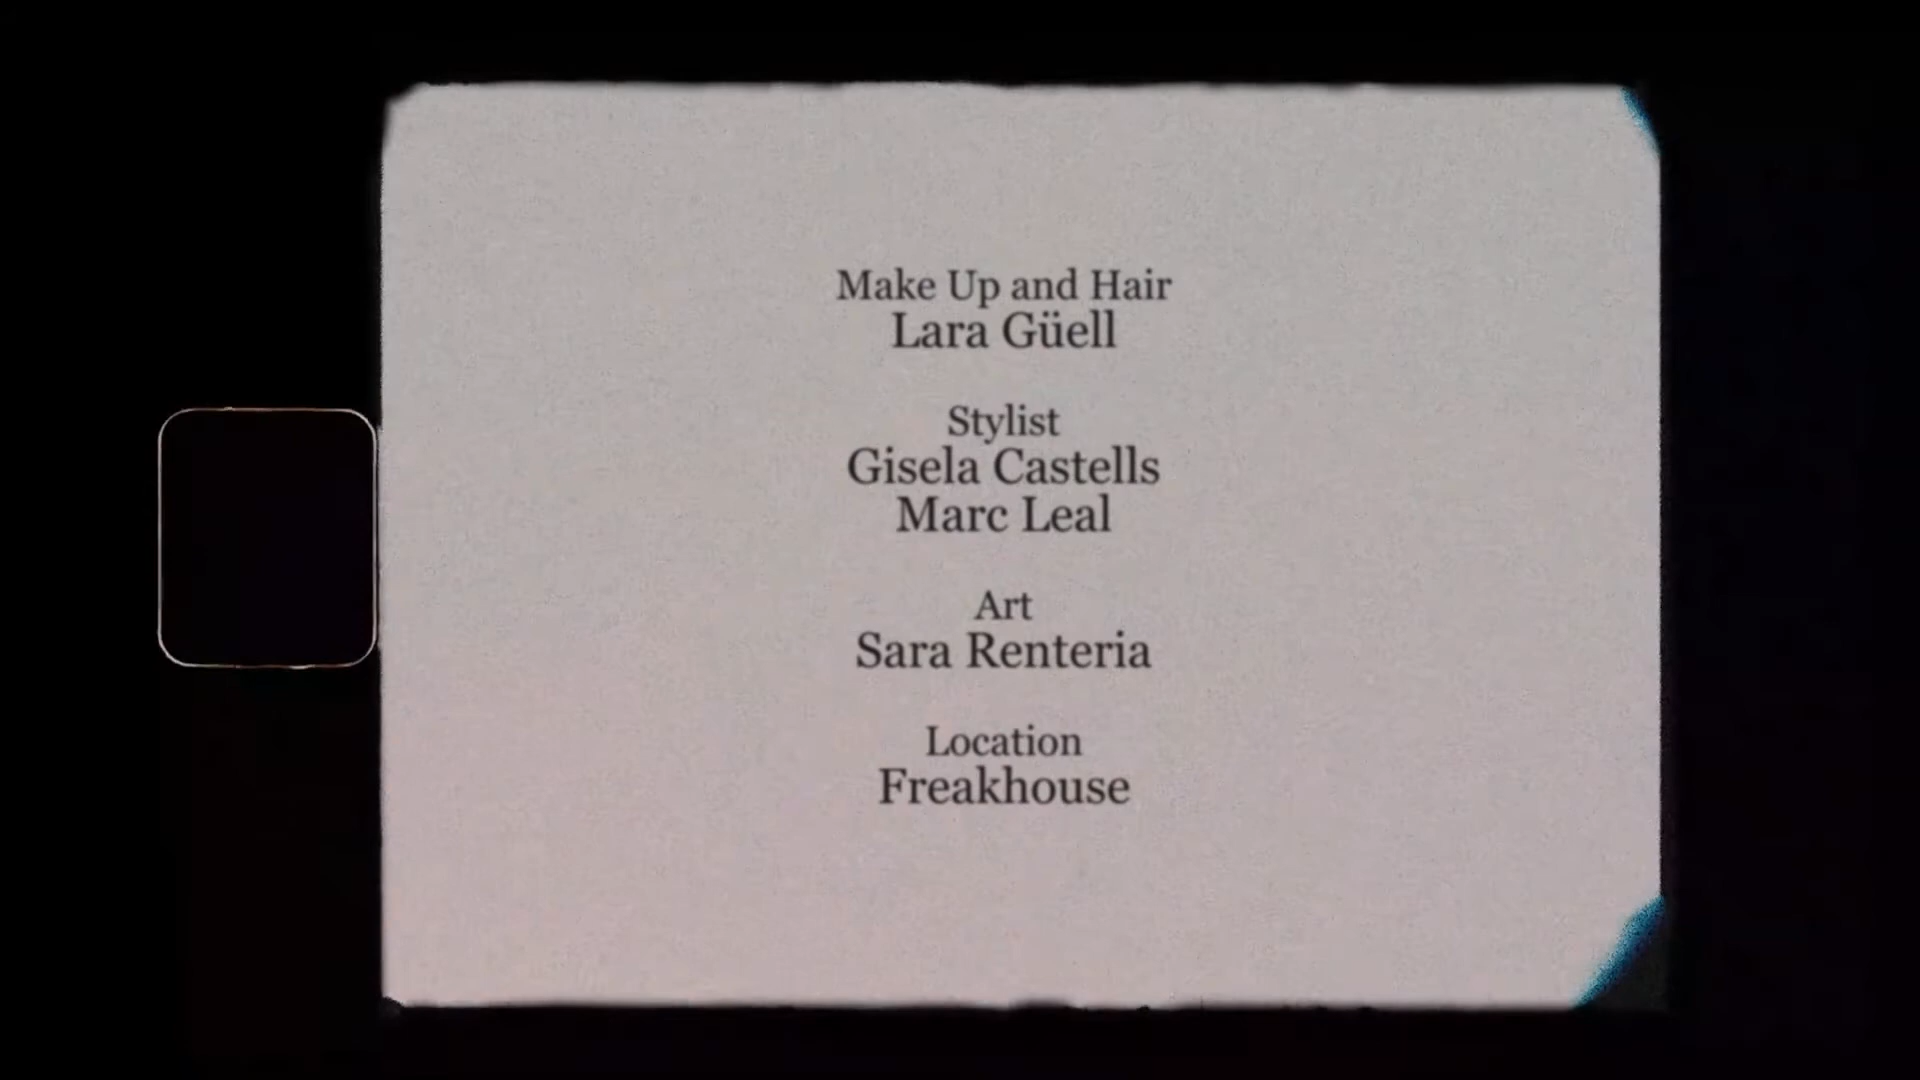 Make Up and Hair
Lara Güell
Stylist
Gisela Castells
Marc Leal
Art
Sara Renteria
Location
Freakhouse